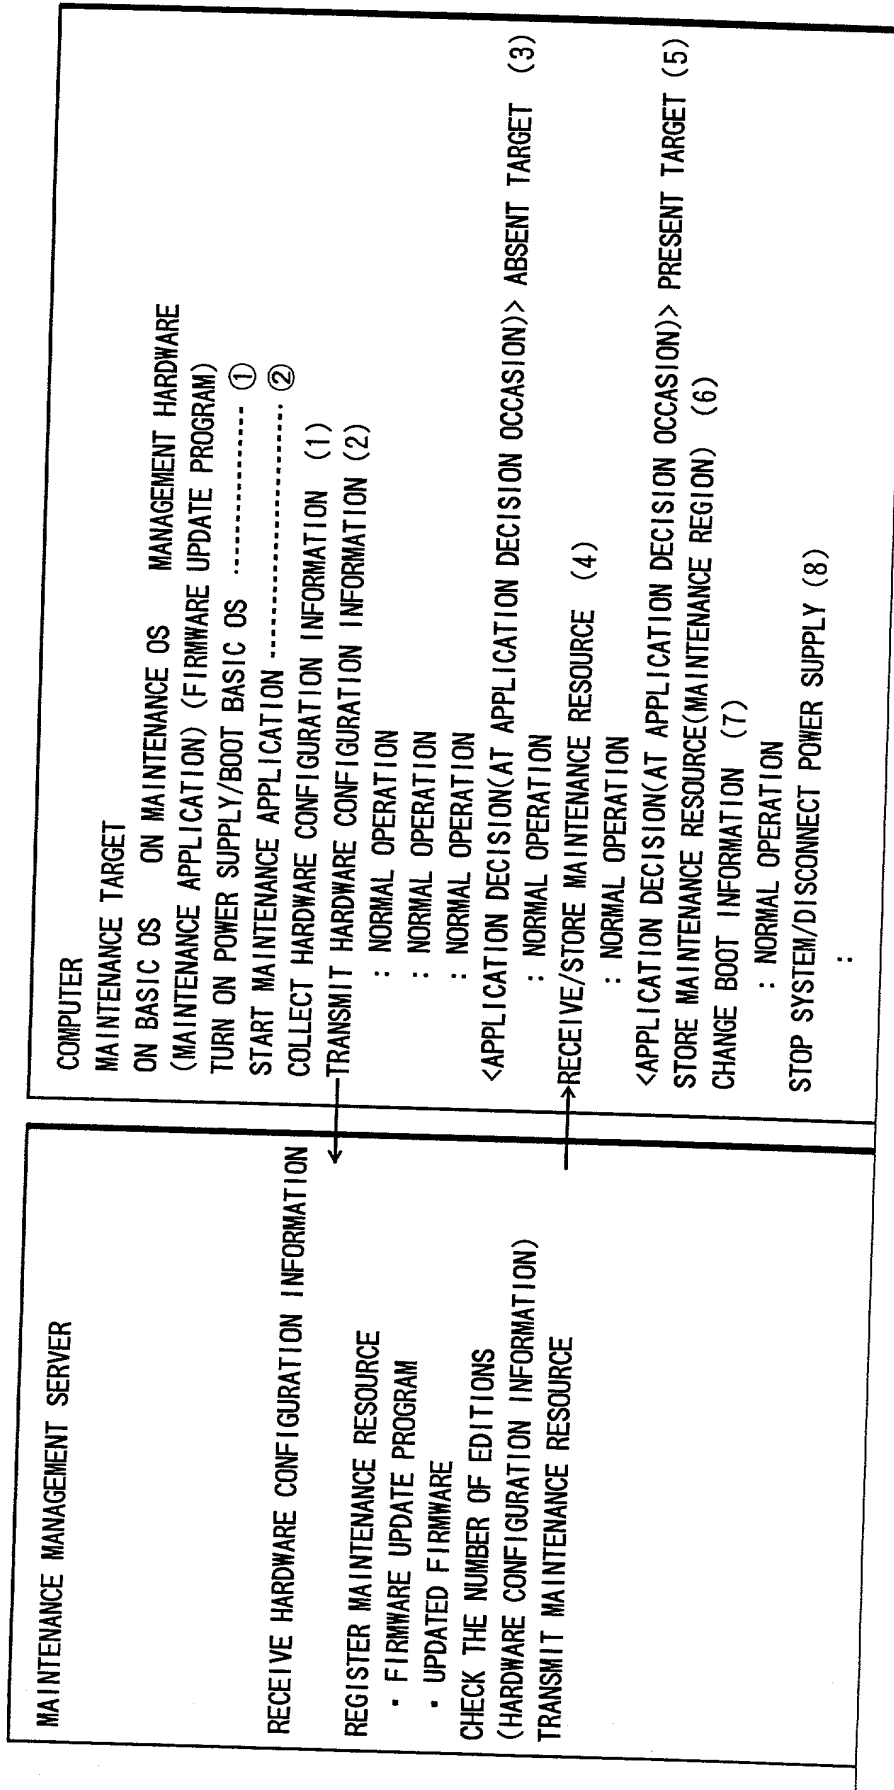 MAINTENANCE MANAGEMENT SERVER
RECEIVE HARDWARE CONFIGURATION INFORMATION
REGISTER MAINTENANCE RESOURCE
・FIRMWARE UPDATE PROGRAM
・UPDATED FIRMWARE
CHECK THE NUMBER OF EDITIONS
(HARDWARE CONFIGURATION INFORMATION)
TRANSMIT MAINTENANCE RESOURCE
COMPUTER
MAINTENANCE TARGET
ON BASIC OS ON MAINTENANCE OS MANAGEMENT HARDWARE
(MAINTENANCE APPLICATION) (FIRMWARE UPDATE PROGRAM)
TURN ON POWER SUPPLY/BOOT BASIC OS ---------------- ①
START MAINTENANCE APPLICATION ------------------------ ②
COLLECT HARDWARE CONFIGURATION INFORMATION (1)
TRANSMIT HARDWARE CONFIGURATION INFORMATION (2)
: NORMAL OPERATION
: NORMAL OPERATION
: NORMAL OPERATION
<APPLICATION DECISION(AT APPLICATION DECISION OCCASION)> ABSENT TARGET (3)
: NORMAL OPERATION
RECEIVE/STORE MAINTENANCE RESOURCE (4)
: NORMAL OPERATION
<APPLICATION DECISION(AT APPLICATION DECISION OCCASION)> PRESENT TARGET (5)
STORE MAINTENANCE RESOURCE(MAINTENANCE REGION) (6)
CHANGE BOOT INFORMATION (7)
: NORMAL OPERATION
STOP SYSTEM/DISCONNECT POWER SUPPLY (8)
: